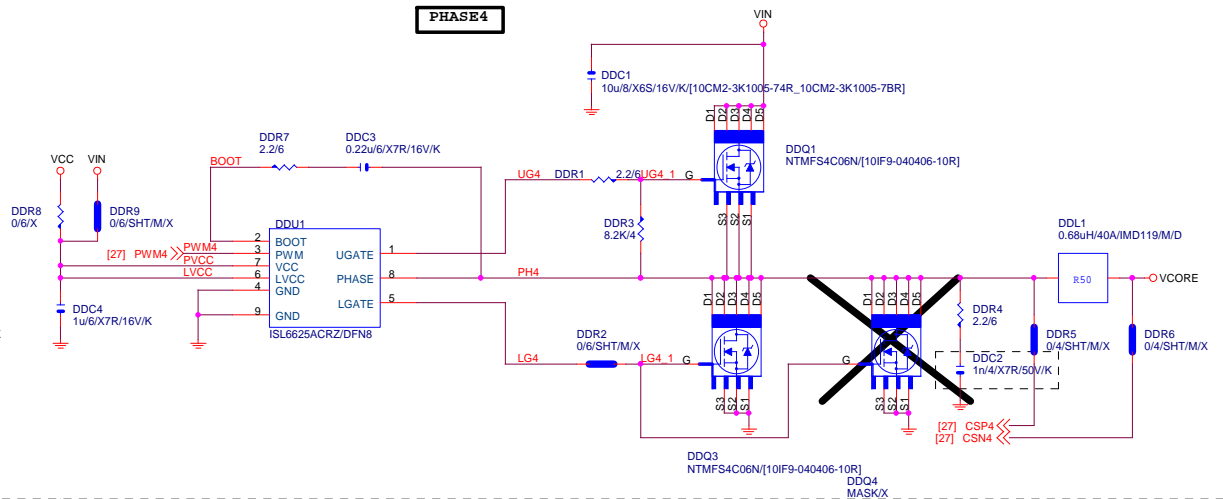 PHASE4
VIN
DDC1
10u/8/X6S/16V/K/[10CM2-3K1005-74R_10CM2-3K1005-7BR]
D1 D2 D3 D4 D5
DDR7
2.2/6
DDC3
0.22u/6/X7R/16V/K
DDQ1
NTMFS4C06N/[10IF9-040406-10R]
VCC VIN
BOOT
UG4 DDR1 2.2/6 UG4_1 G
DDR8
0/6/X
DDR9
0/6/SHT/M/X
S3 S2 S1
DDR3
8.2K/4
DDL1
0.68uH/40A/IMD119/M/D
DDU1
2 BOOT
[27] PWM4 PWM4 3 PWM
PVCC 7 VCC
LVCC 6 LVCC
4 GND
9 GND
UGATE 1
PHASE 8
LGATE 5
ISL6625ACRZ/DFN8
PH4
R50
VCORE
DDC4
1u/6/X7R/16V/K
D1 D2 D3 D4 D5
D1 D2 D3 D4 D5
DDR4
2.2/6
DDR2
0/6/SHT/M/X
DDR5
0/4/SHT/M/X
DDR6
0/4/SHT/M/X
LG4 LG4_1 G
G
DDC2
1n/4/X7R/50V/K
S3 S2 S1
S3 S2 S1
[27] CSP4
[27] CSN4
DDQ3
NTMFS4C06N/[10IF9-040406-10R]
DDQ4
MASK/X